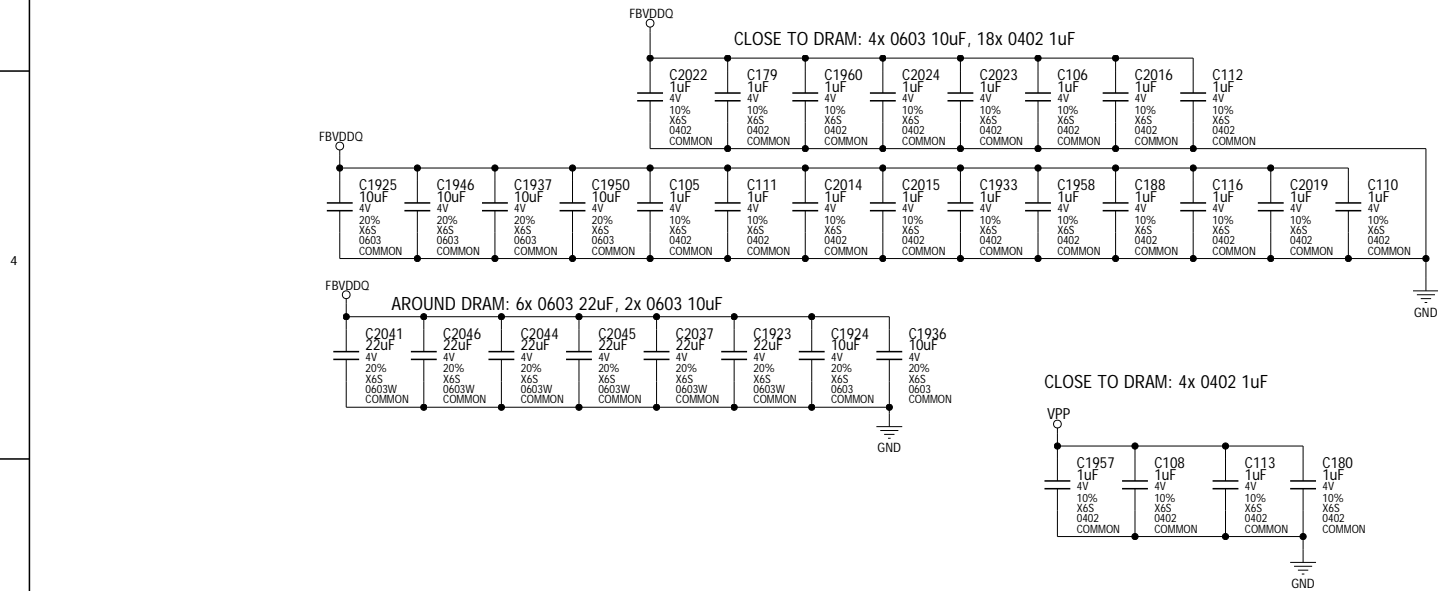 FBVDDQ
CLOSE TO DRAM: 4x 0603 10uF, 18x 0402 1uF
C2022
1uF
4V
10%
X6S
0402
COMMON
C179
1uF
4V
10%
X6S
0402
COMMON
C1960
1uF
4V
10%
X6S
0402
COMMON
C2024
1uF
4V
10%
X6S
0402
COMMON
C2023
1uF
4V
10%
X6S
0402
COMMON
C106
1uF
4V
10%
X6S
0402
COMMON
C2016
1uF
4V
10%
X6S
0402
COMMON
C112
1uF
4V
10%
X6S
0402
COMMON
FBVDDQ
C1925
10uF
4V
20%
X6S
0603
COMMON
C1946
10uF
4V
20%
X6S
0603
COMMON
C1937
10uF
4V
20%
X6S
0603
COMMON
C1950
10uF
4V
20%
X6S
0603
COMMON
C105
1uF
4V
10%
X6S
0402
COMMON
C111
1uF
4V
10%
X6S
0402
COMMON
C2014
1uF
4V
10%
X6S
0402
COMMON
C2015
1uF
4V
10%
X6S
0402
COMMON
C1933
1uF
4V
10%
X6S
0402
COMMON
C1958
1uF
4V
10%
X6S
0402
COMMON
C188
1uF
4V
10%
X6S
0402
COMMON
C116
1uF
4V
10%
X6S
0402
COMMON
C2019
1uF
4V
10%
X6S
0402
COMMON
C110
1uF
4V
10%
X6S
0402
COMMON
GND
4
FBVDDQ
AROUND DRAM: 6x 0603 22uF, 2x 0603 10uF
C2041
22uF
4V
20%
X6S
0603W
COMMON
C2046
22uF
4V
20%
X6S
0603W
COMMON
C2044
22uF
4V
20%
X6S
0603W
COMMON
C2045
22uF
4V
20%
X6S
0603W
COMMON
C2037
22uF
4V
20%
X6S
0603W
COMMON
C1923
22uF
4V
20%
X6S
0603W
COMMON
C1924
10uF
4V
20%
X6S
0603
COMMON
C1936
10uF
4V
20%
X6S
0603
COMMON
GND
CLOSE TO DRAM: 4x 0402 1uF
VPP
C1957
1uF
4V
10%
X6S
0402
COMMON
C108
1uF
4V
10%
X6S
0402
COMMON
C113
1uF
4V
10%
X6S
0402
COMMON
C180
1uF
4V
10%
X6S
0402
COMMON
GND